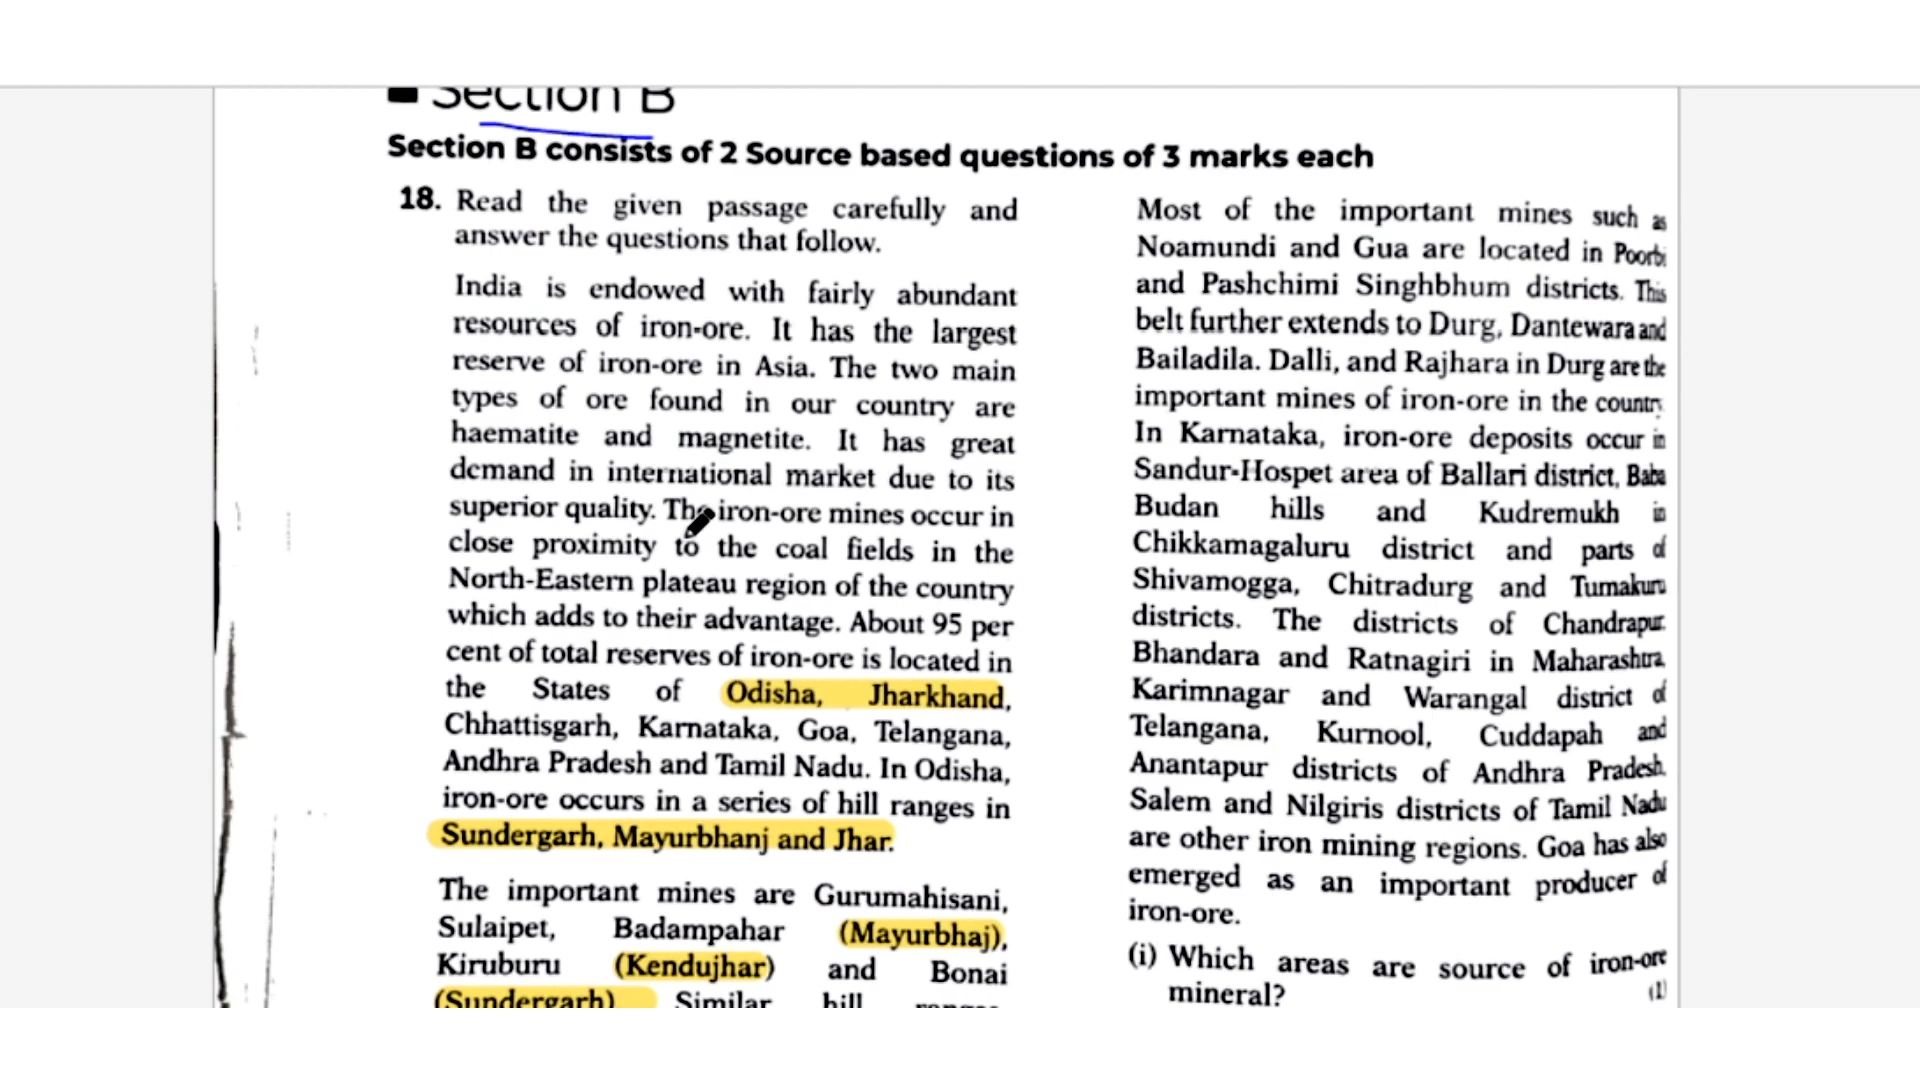 Section B
Section B consists of 2 Source based questions of 3 marks each
18. Read the given passage carefully and
answer the questions that follow.
India is endowed with fairly abundant
resources of iron-ore. It has the largest
reserve of iron-ore in Asia. The two main
types of ore found in our country are
haematite and magnetite. It has great
demand in international market due to its
superior quality. The iron-ore mines occur in
close proximity to the coal fields in the
North-Eastern plateau region of the country
which adds to their advantage. About 95 per
cent of total reserves of iron-ore is located in
the States of Odisha, Jharkhand,
Chhattisgarh, Karnataka, Goa, Telangana,
Andhra Pradesh and Tamil Nadu. In Odisha,
iron-ore occurs in a series of hill ranges in
Sundergarh, Mayurbhanj and Jhar.
The important mines are Gurumahisani,
Sulaipet, Badampahar (Mayurbhaj),
Kiruburu (Kendujhar) and Bonai
(Sundergarh) Similar hill ranges
Most of the important mines such as
Noamundi and Gua are located in Poorbi
and Pashchimi Singhbhum districts. This
belt further extends to Durg, Dantewara and
Bailadila. Dalli, and Rajhara in Durg are the
important mines of iron-ore in the country
In Karnataka, iron-ore deposits occur in
Sandur-Hospet area of Ballari district, Baba
Budan hills and Kudremukh in
Chikkamagaluru district and parts of
Shivamogga, Chitradurg and Tumakuru
districts. The districts of Chandrapur
Bhandara and Ratnagiri in Maharashtra
Karimnagar and Warangal district of
Telangana, Kurnool, Cuddapah and
Anantapur districts of Andhra Pradesh,
Salem and Nilgiris districts of Tamil Nadu
are other iron mining regions. Goa has also
emerged as an important producer of
iron-ore.
(i) Which areas are source of iron-ore
mineral? (1)